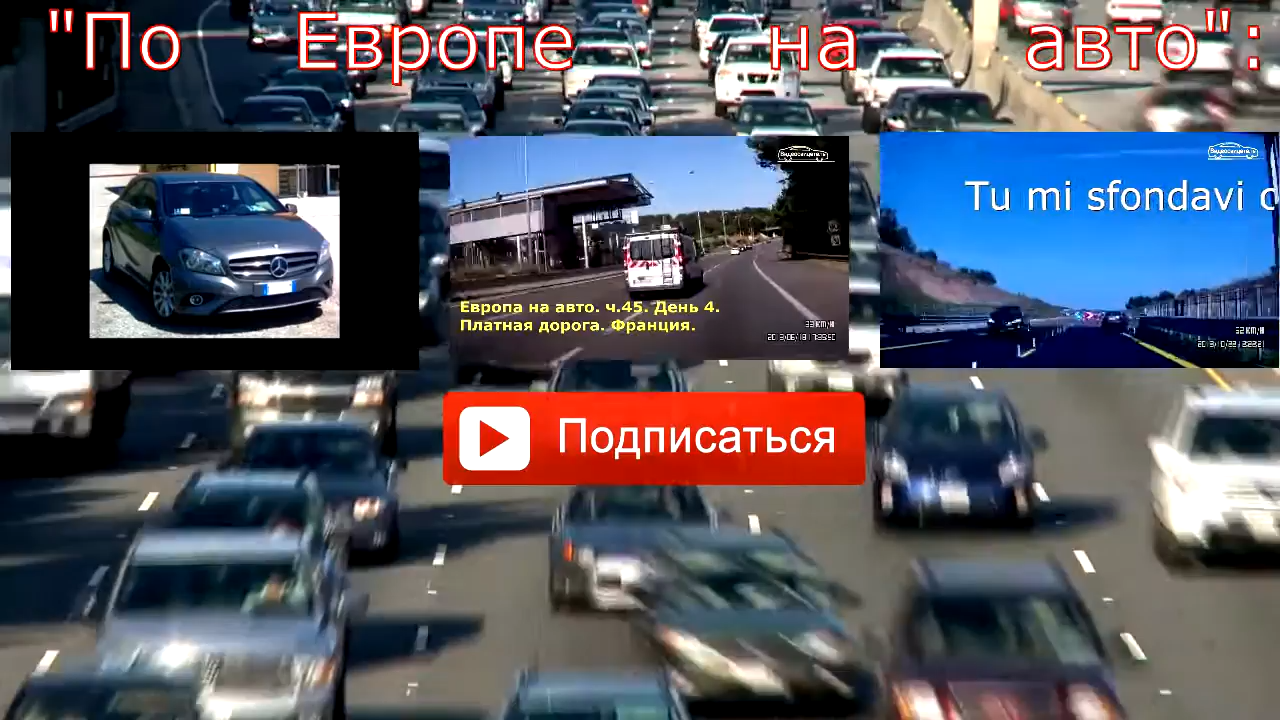 "По Европе на авто":
Tu mi sfondavi
Европа на авто. ч.45. День 4.
Платная дорога. Франция.
Подписаться